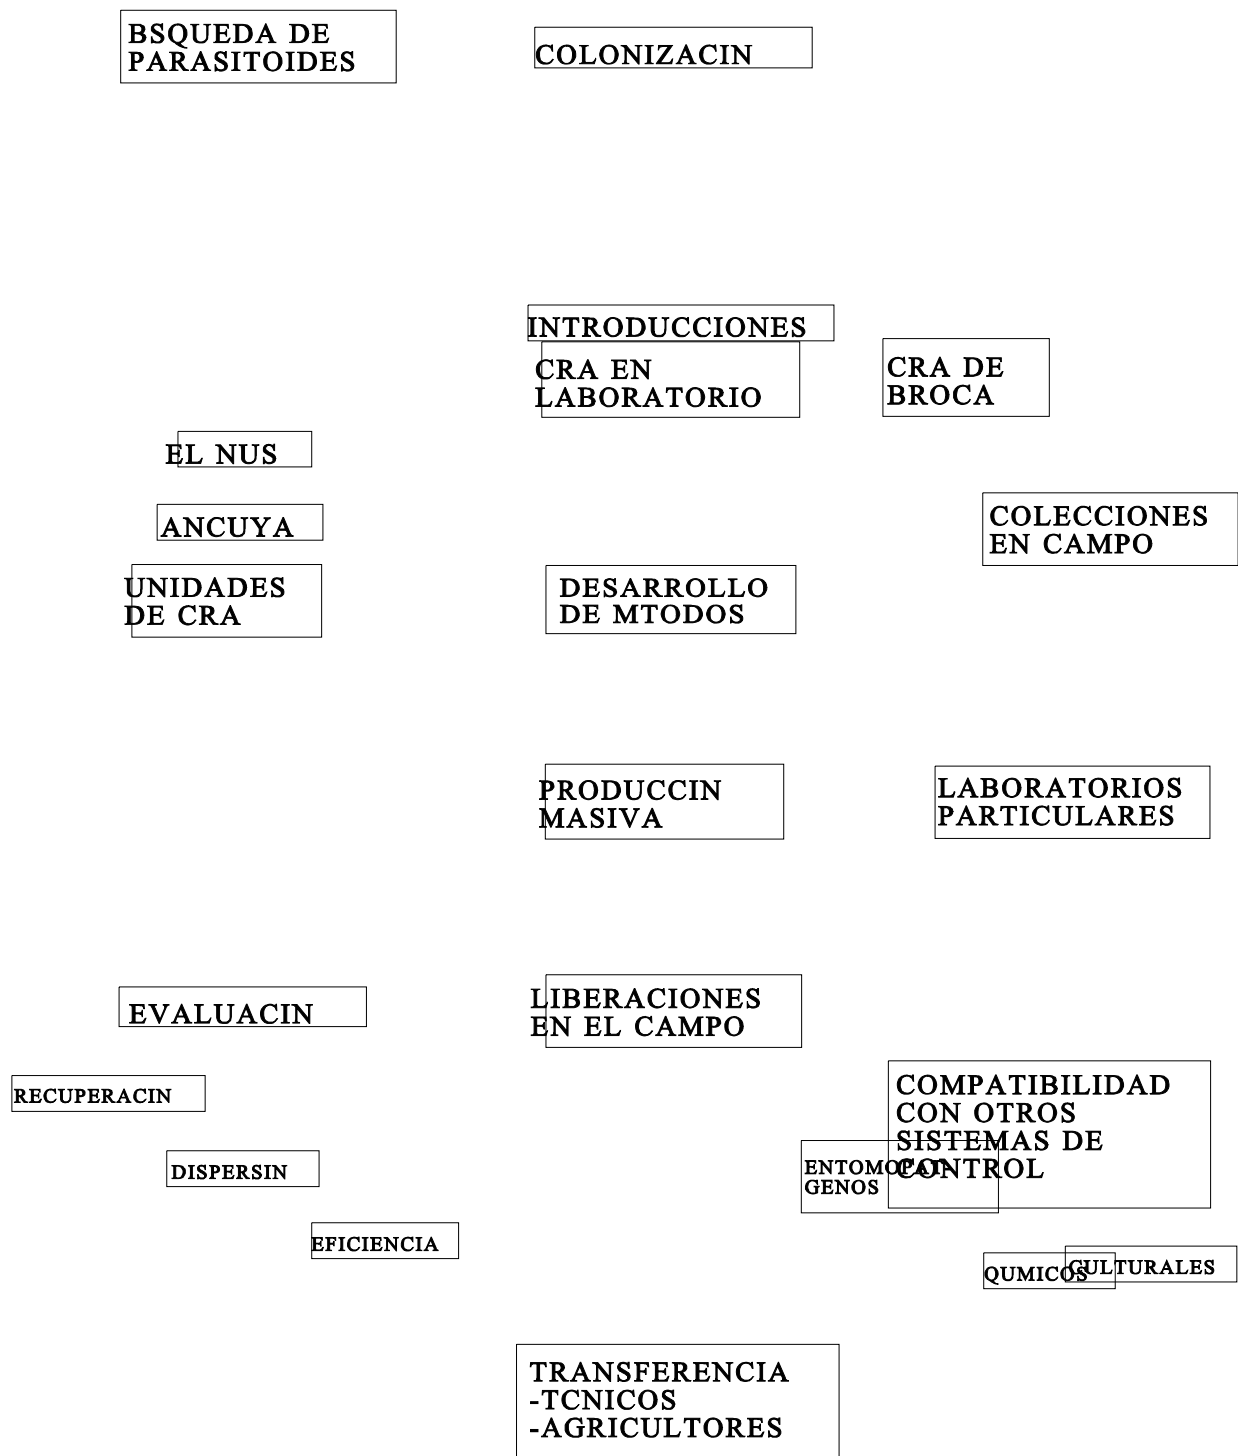 BSQUEDA DE
PARASITOIDES
COLONIZACIN
INTRODUCCIONES
CRA EN
LABORATORIO
CRA DE
BROCA
EL NUS
ANCUYA
UNIDADES
DE CRA
COLECCIONES
EN CAMPO
DESARROLLO
DE MTODOS
PRODUCCIN
MASIVA
LABORATORIOS
PARTICULARES
EVALUACIN
LIBERACIONES
EN EL CAMPO
RECUPERACIN
DISPERSIN
EFICIENCIA
COMPATIBILIDAD
CON OTROS
SISTEMAS DE
CONTROL
ENTOMOPAT-
GENOS
QUMICOS
CULTURALES
TRANSFERENCIA
-TCNICOS
-AGRICULTORES